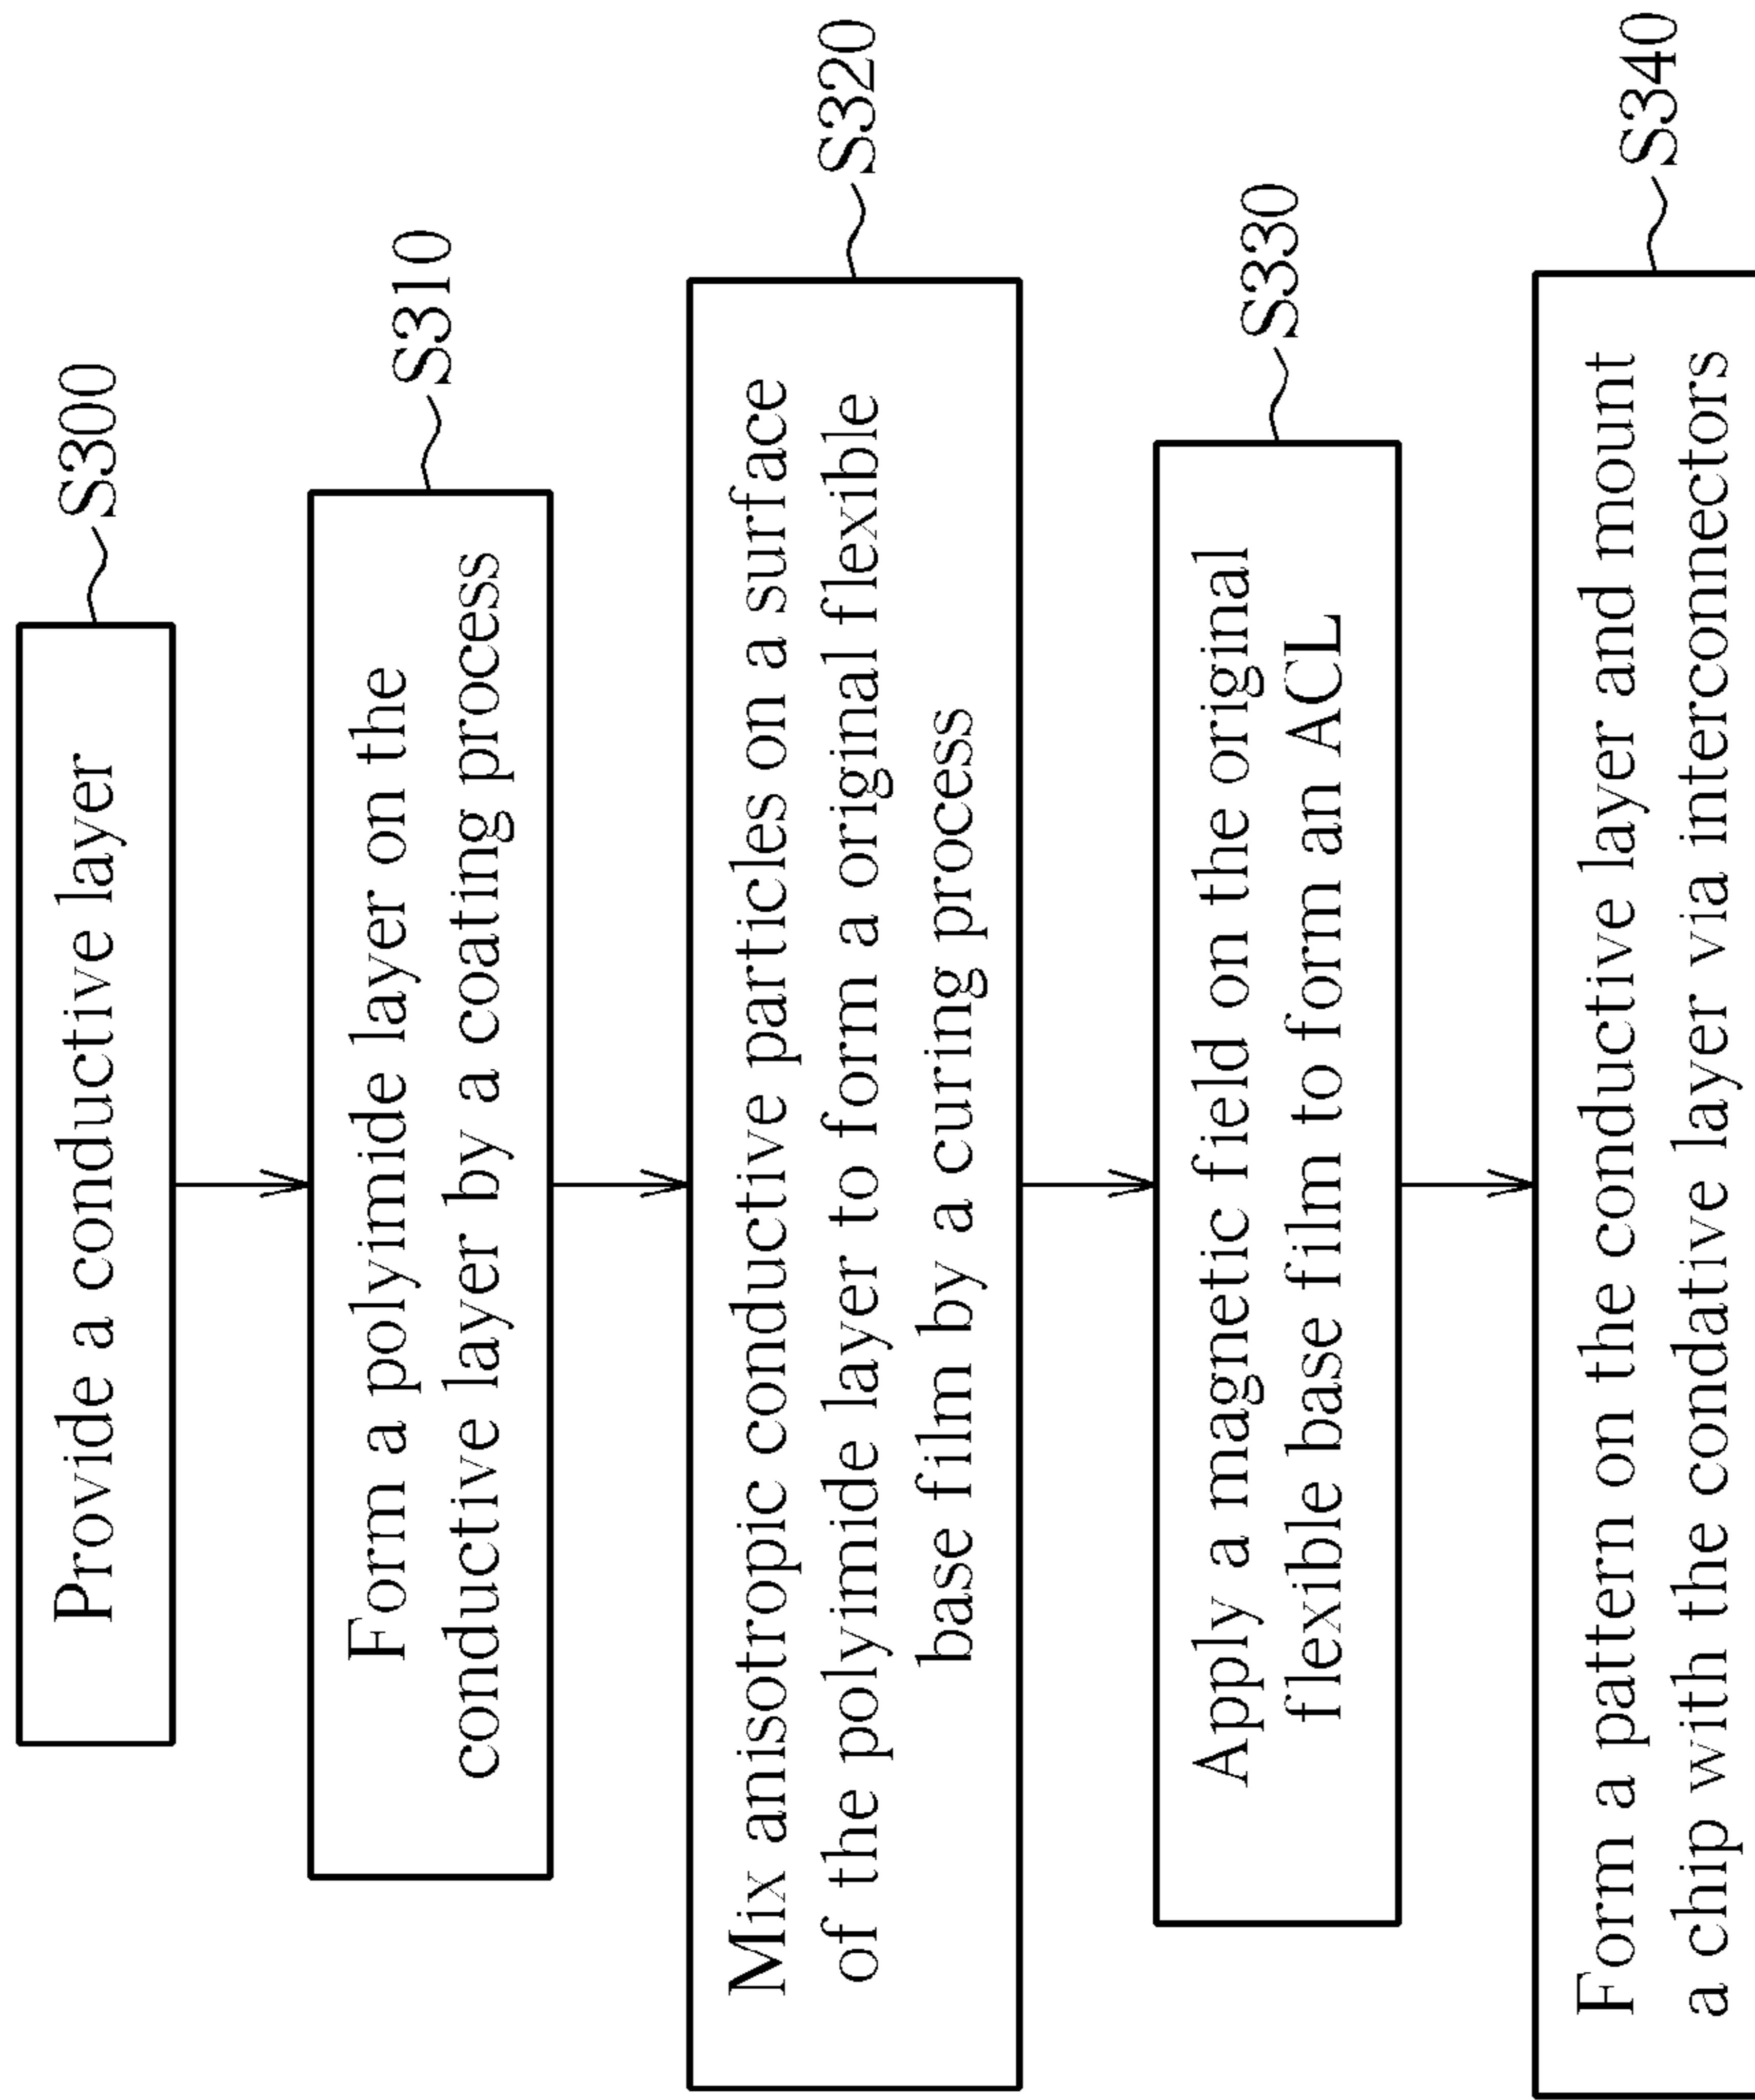 Provide a conductive layer
S300
Form a polyimide layer on the
conductive layer by a coating process
S310
Mix anisotropic conductive particles on a surface
of the polyimide layer to form a original flexible
base film by a curing process
S320
Apply a magnetic field on the original
flexible base film to form an ACL
S330
Form a pattern on the conductive layer and mount
a chip with the condative layer via interconnectors
S340